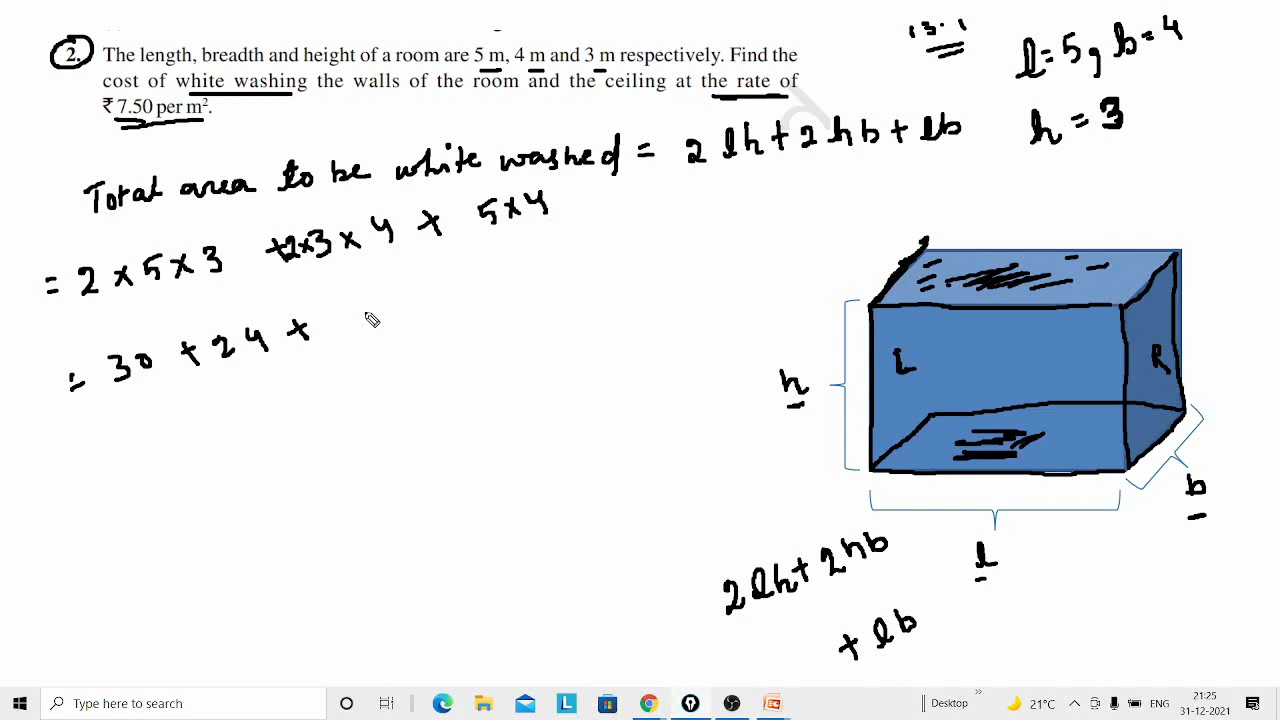 2. The length, breadth and height of a room are 5 m, 4 m and 3 m respectively. Find the
cost of white washing the walls of the room and the ceiling at the rate of
₹ 7.50 per m².
13.1
l=5, b=4
h=3
Total area to be white washed = 2lh+2hb+lb
= 2×5×3 +2×3×4 + 5×4
= 30 + 24 +
L
R
h
b
l
2lh+2hb
+lb
Type here to search
L
Desktop
»
21°C
ENG
21:25
31-12-2021